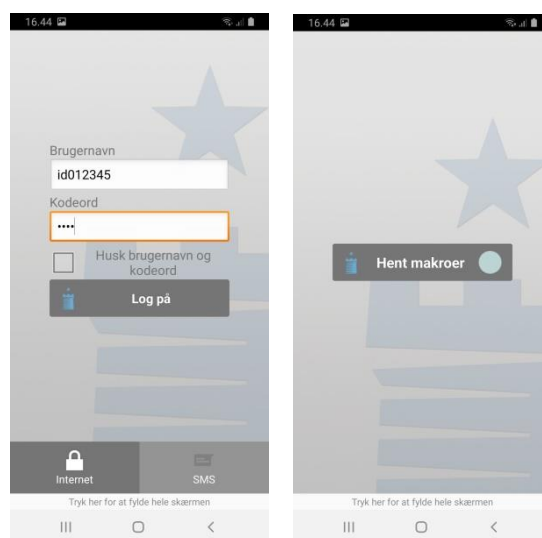 16.44
Brugernavn
id012345
Kodeord
••••
Husk brugernavn og
kodeord
Log på
Internet
SMS
Tryk her for at fylde hele skærmen
16.44
Hent makroer
Tryk her for at fylde hele skærmen